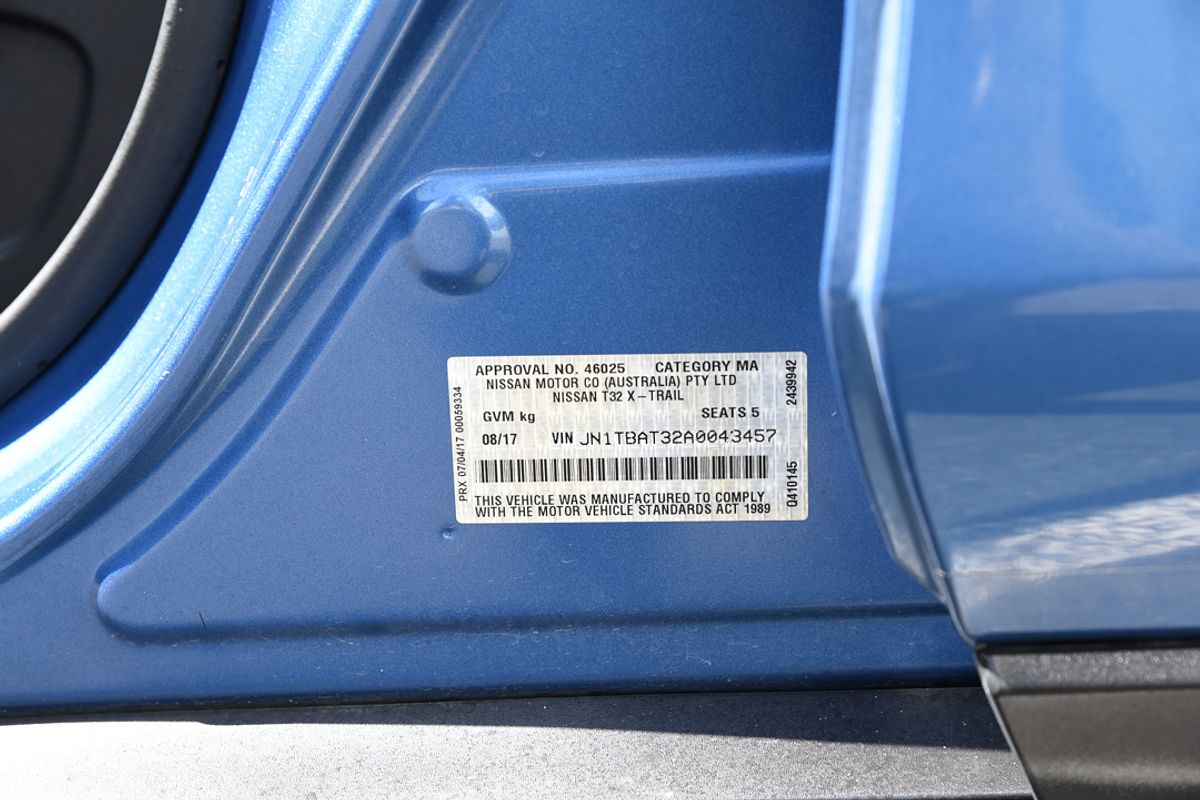 APPROVAL NO. 46025 CATEGORY MA
NISSAN MOTOR CO (AUSTRALIA) PTY LTD
NISSAN T32 X-TRAIL
GVM kg SEATS 5
08/17 VIN JN1TBAT32A0043457
THIS VEHICLE WAS MANUFACTURED TO COMPLY
WITH THE MOTOR VEHICLE STANDARDS ACT 1989
PRX 07/04/17 00059334
2439942
0410145